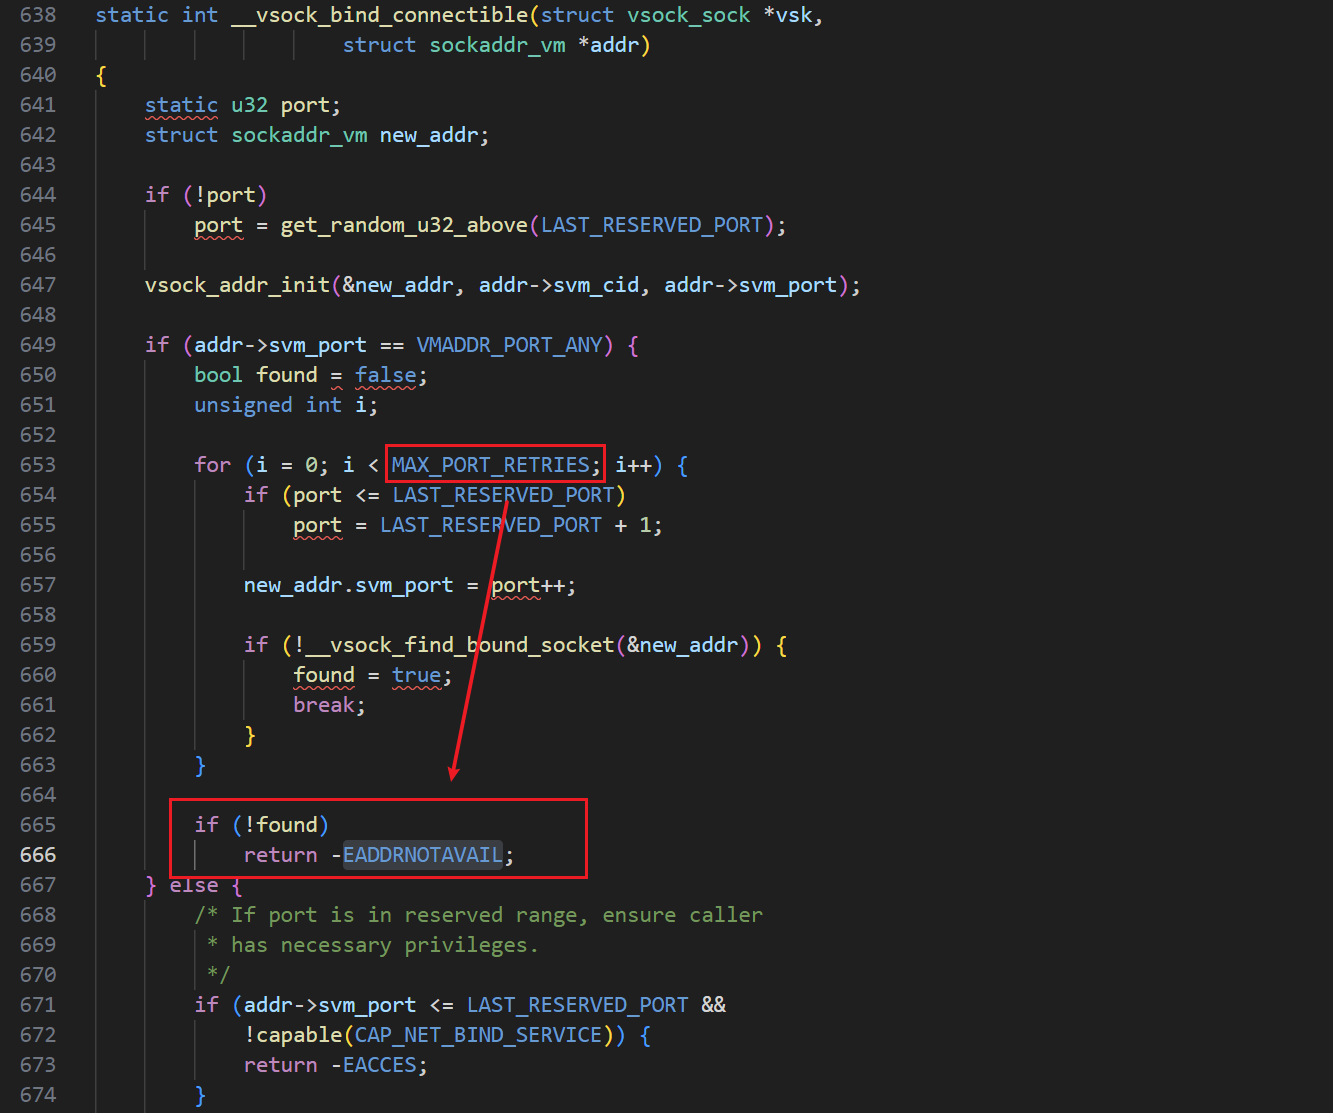 638 static int __vsock_bind_connectible(struct vsock_sock *vsk,
639                     struct sockaddr_vm *addr)
640 {
641     static u32 port;
642     struct sockaddr_vm new_addr;
643
644     if (!port)
645         port = get_random_u32_above(LAST_RESERVED_PORT);
646
647     vsock_addr_init(&new_addr, addr->svm_cid, addr->svm_port);
648
649     if (addr->svm_port == VMADDR_PORT_ANY) {
650         bool found = false;
651         unsigned int i;
652
653         for (i = 0; i < MAX_PORT_RETRIES; i++) {
654             if (port <= LAST_RESERVED_PORT)
655                 port = LAST_RESERVED_PORT + 1;
656
657             new_addr.svm_port = port++;
658
659             if (!__vsock_find_bound_socket(&new_addr)) {
660                 found = true;
661                 break;
662             }
663         }
664
665         if (!found)
666             return -EADDRNOTAVAIL;
667     } else {
668         /* If port is in reserved range, ensure caller
669          * has necessary privileges.
670          */
671         if (addr->svm_port <= LAST_RESERVED_PORT &&
672             !capable(CAP_NET_BIND_SERVICE)) {
673             return -EACCES;
674         }